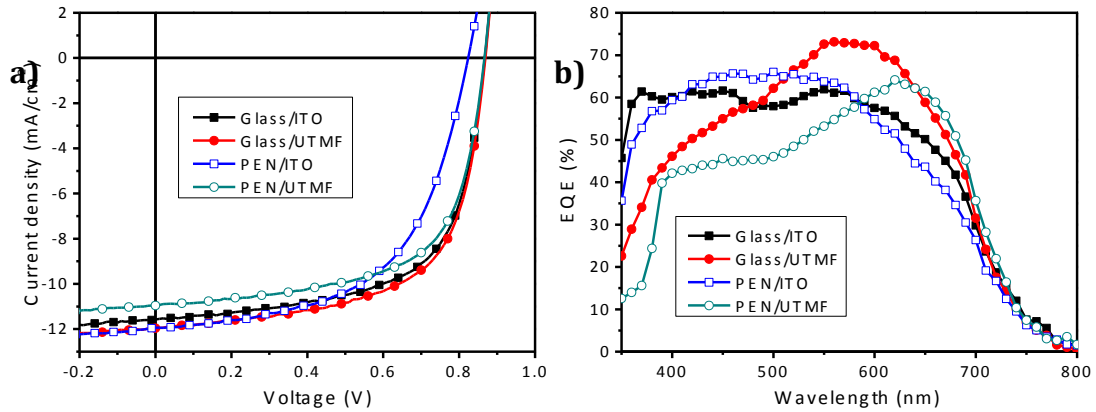 a)
2
0
-2
-4
-6
-8
-10
-12
Current density (mA/cm²)
Glass/ITO
Glass/UTMF
PEN/ITO
PEN/UTMF
-0.2 0.0 0.2 0.4 0.6 0.8 1.0
Voltage (V)
b)
80
70
60
50
40
30
20
10
0
EQE (%)
Glass/ITO
Glass/UTMF
PEN/ITO
PEN/UTMF
400 500 600 700 800
Wavelength (nm)